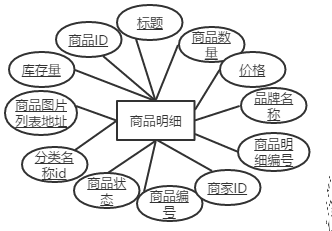 标题
商品ID
商品数
量
库存量
价格
商品图片
列表地址
商品明细
品牌名
称
分类名
称id
商品明
细编号
商品状
态
商品编
号
商家ID